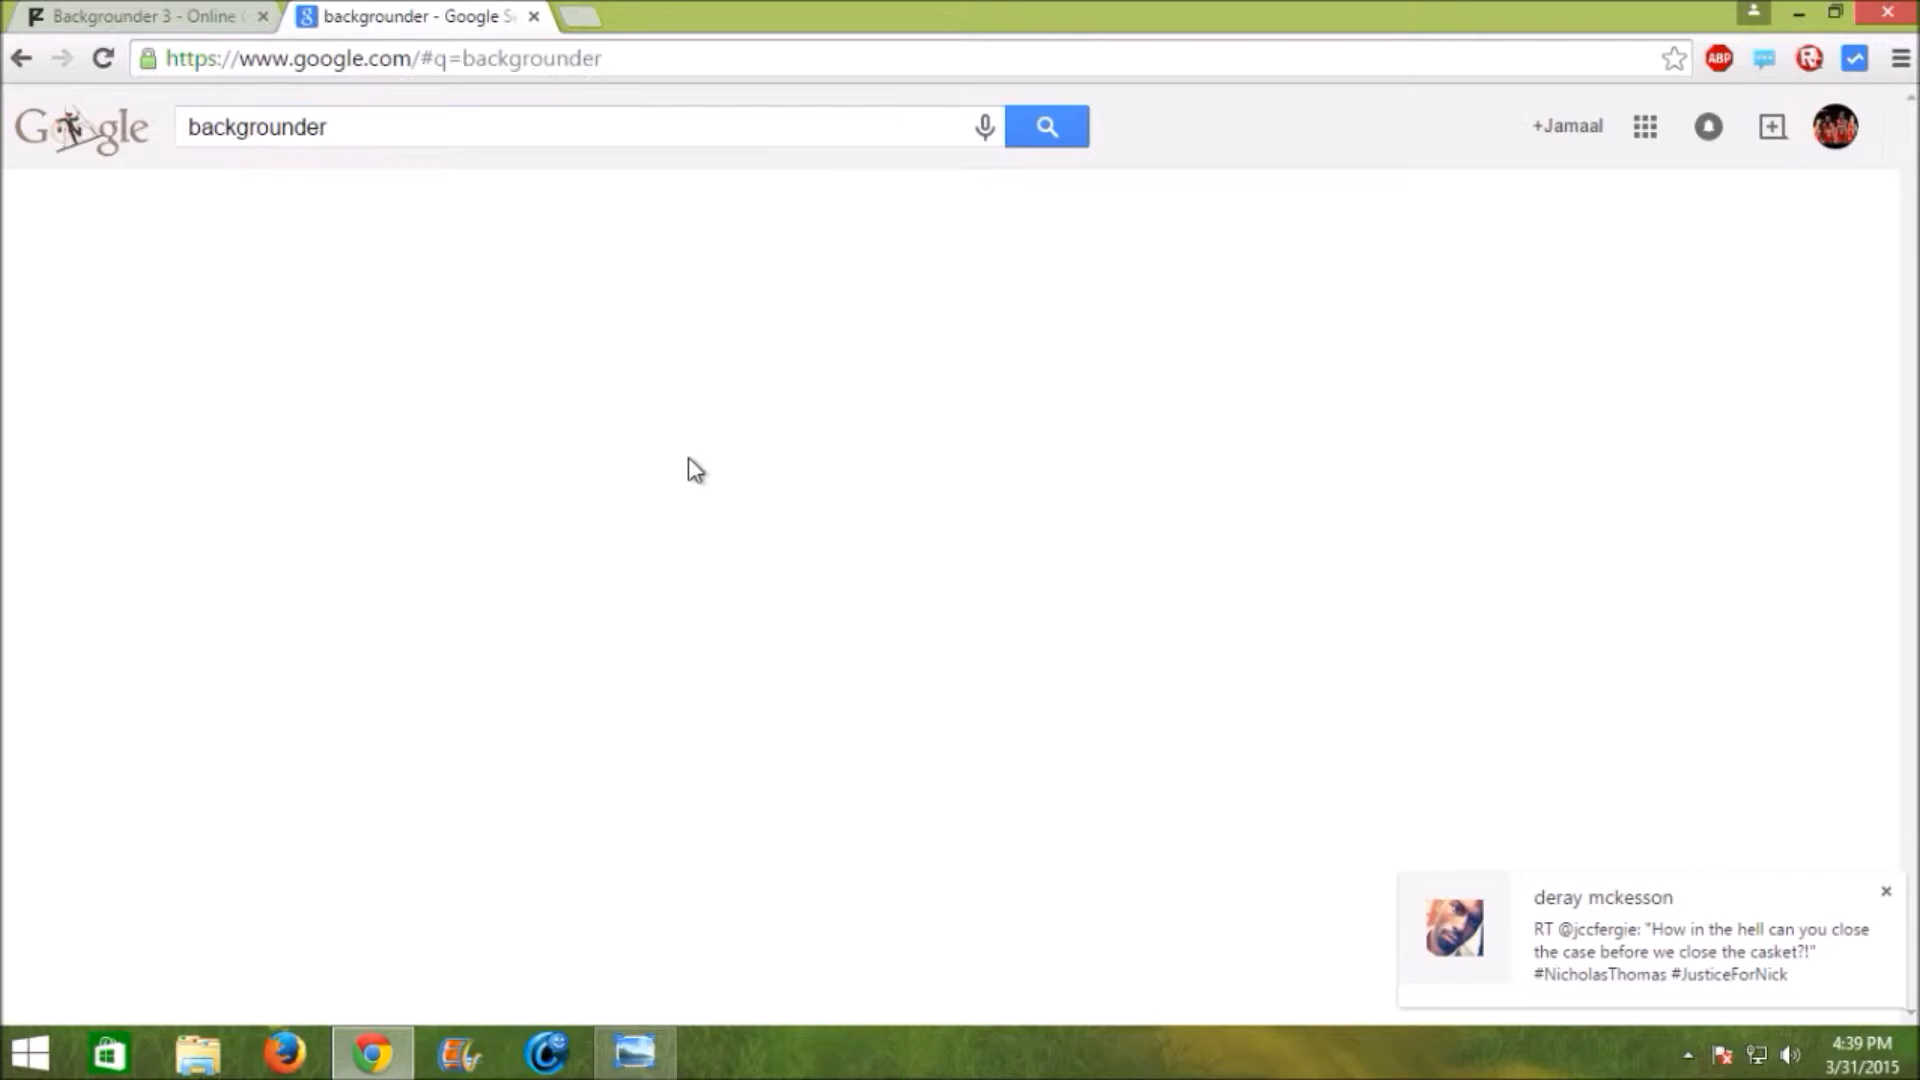 Backgrounder 3 - Online
backgrounder - Google S
https://www.google.com/#q=backgrounder
ABP
Google
backgrounder
+Jamaal
deray mckesson
RT @jccfergie: "How in the hell can you close
the case before we close the casket?!"
#NicholasThomas #JusticeForNick
4:39 PM
3/31/2015